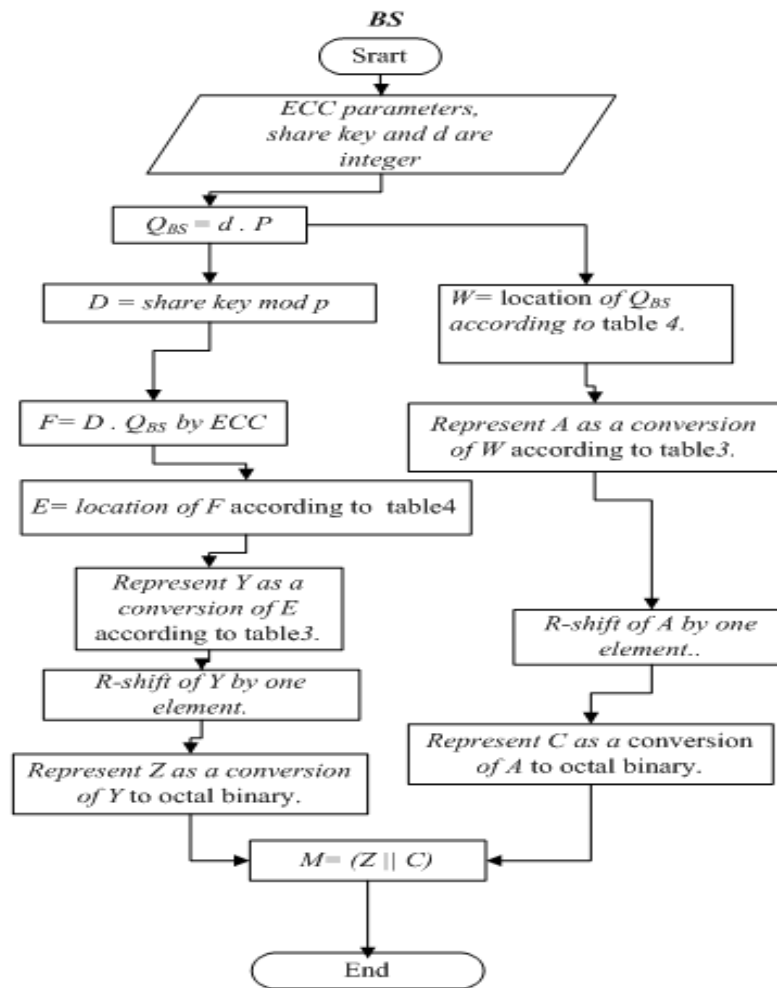 BS
Srart
ECC parameters,
share key and d are
integer
QBS = d . P
D = share key mod p
W= location of QBS
according to table 4.
F= D . QBS by ECC
Represent A as a conversion
of W according to table3.
E= location of F according to table4
Represent Y as a
conversion of E
according to table3.
R-shift of A by one
element..
R-shift of Y by one
element.
Represent C as a conversion
of A to octal binary.
Represent Z as a conversion
of Y to octal binary.
M= (Z || C)
End